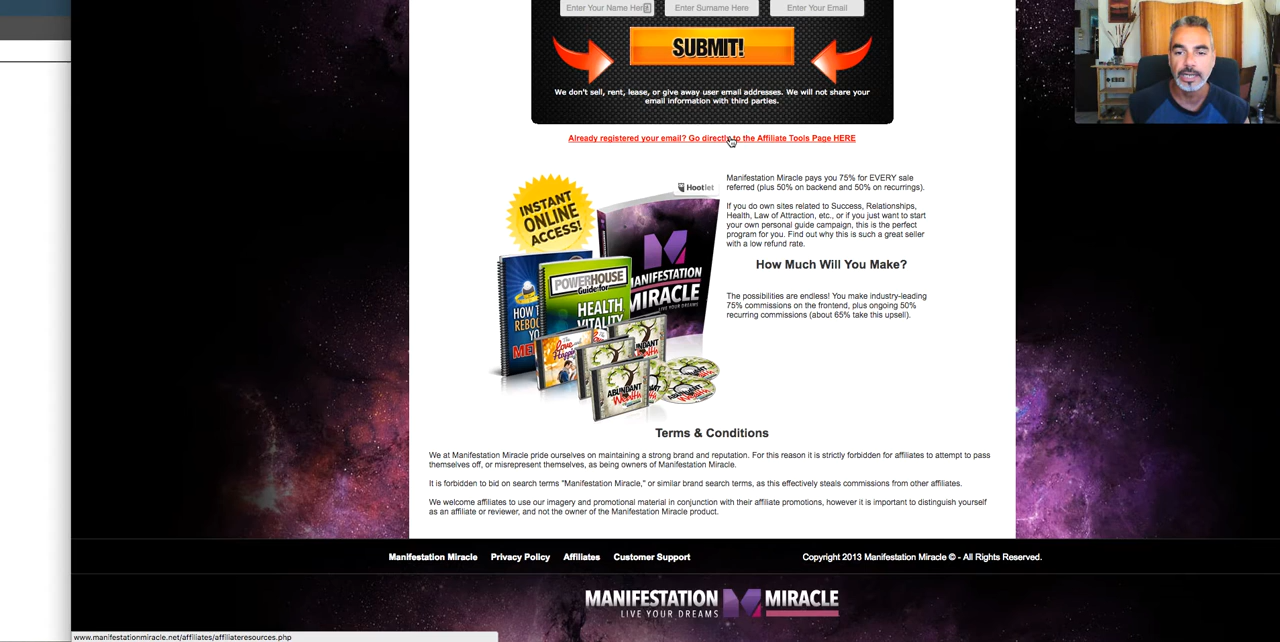 Enter Your Name Her
Enter Surname Here
Enter Your Email
SUBMIT!
We don't sell, rent, lease, or give away user email addresses. We will not share your
email information with third parties.
Already registered your email? Go directly to the Affiliate Tools Page HERE
INSTANT
ONLINE
ACCESS!
Hootlet
MANIFESTATION
MIRACLE
LIVE YOUR DREAMS
POWERHOUSE
Guide for
HEALTH
VITALITY
HOW T
REBOO
ABUNDANT
Wealth
Manifestation Miracle pays you 75% for EVERY sale
referred (plus 50% on backend and 50% on recurrings).
If you do own sites related to Success, Relationships,
Health, Law of Attraction, etc., or if you just want to start
your own personal guide campaign, this is the perfect
program for you. Find out why this is such a great seller
with a low refund rate.
How Much Will You Make?
The possibilities are endless! You make industry-leading
75% commissions on the frontend, plus ongoing 50%
recurring commissions (about 65% take this upsell).
Terms & Conditions
We at Manifestation Miracle pride ourselves on maintaining a strong brand and reputation. For this reason it is strictly forbidden for affiliates to attempt to pass
themselves off, or misrepresent themselves, as being owners of Manifestation Miracle.
It is forbidden to bid on search terms "Manifestation Miracle," or similar brand search terms, as this effectively steals commissions from other affiliates.
We welcome affiliates to use our imagery and promotional material in conjunction with their affiliate promotions, however it is important to distinguish yourself
as an affiliate or reviewer, and not the owner of the Manifestation Miracle product.
Manifestation Miracle Privacy Policy Affiliates Customer Support
Copyright 2013 Manifestation Miracle © - All Rights Reserved.
MANIFESTATION MIRACLE
LIVE YOUR DREAMS
www.manifestationmiracle.net/affiliates/affiliateresources.php